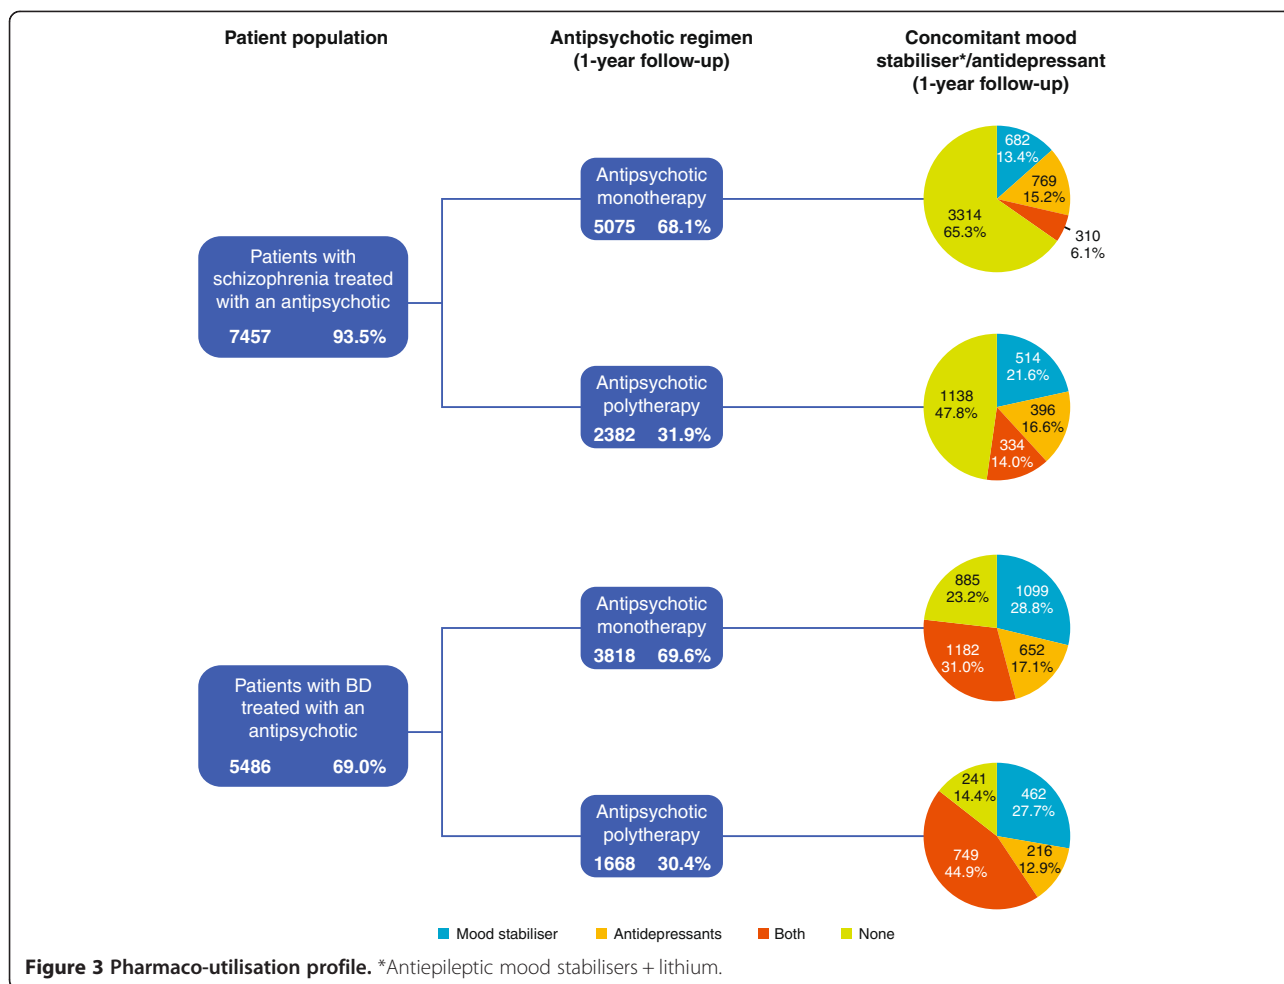 Patient population
Antipsychotic regimen
(1-year follow-up)
Concomitant mood
stabiliser*/antidepressant
(1-year follow-up)
Patients with
schizophrenia treated
with an antipsychotic
7457 93.5%
Antipsychotic
monotherapy
5075 68.1%
682
13.4%
769
15.2%
310
6.1%
3314
65.3%
Antipsychotic
polytherapy
2382 31.9%
514
21.6%
396
16.6%
334
14.0%
1138
47.8%
Patients with BD
treated with an
antipsychotic
5486 69.0%
Antipsychotic
monotherapy
3818 69.6%
1099
28.8%
652
17.1%
1182
31.0%
885
23.2%
Antipsychotic
polytherapy
1668 30.4%
462
27.7%
216
12.9%
749
44.9%
241
14.4%
Mood stabiliser Antidepressants Both None
Figure 3 Pharmaco-utilisation profile. *Antiepileptic mood stabilisers + lithium.